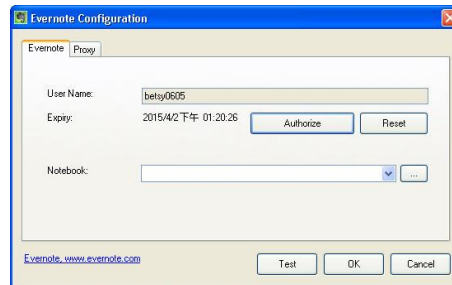 Evernote Configuration
Evernote Proxy
User Name: betsy0605
Expiry: 2015/4/2下午 01:20:26 Authorize Reset
Notebook: ...
Evernote, www.evernote.com Test OK Cancel